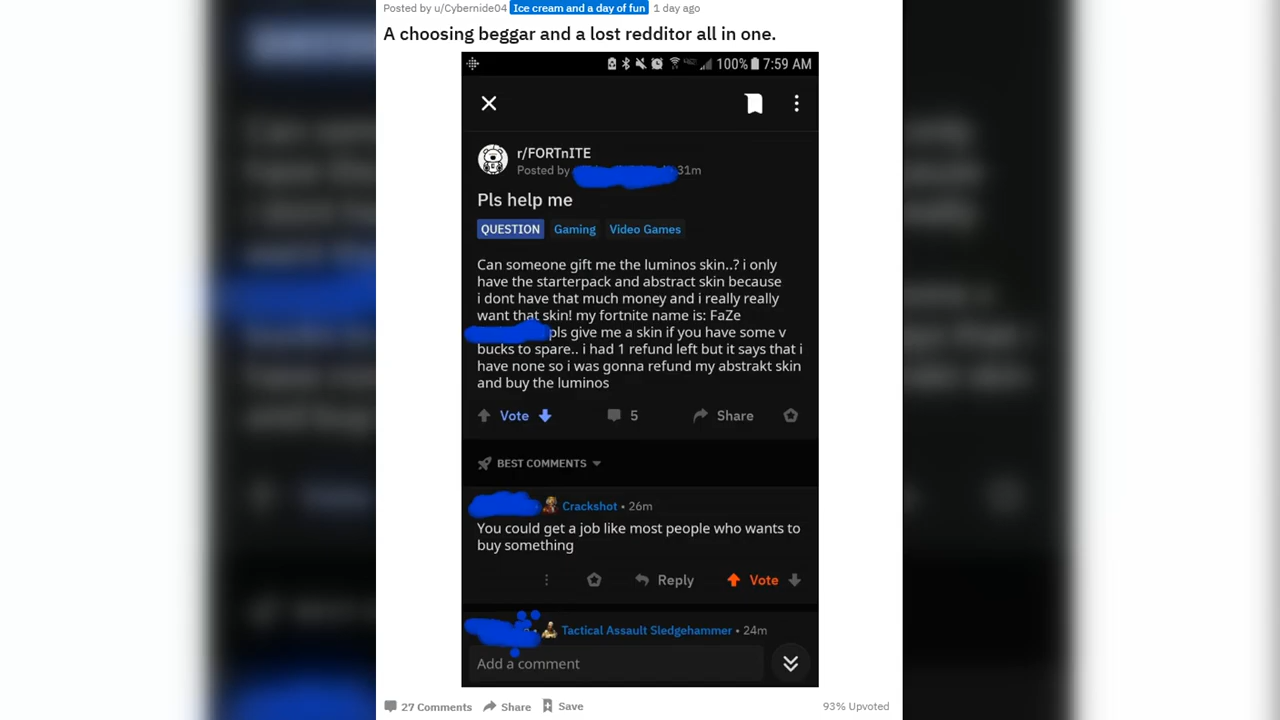 Posted by u/Cybernide04 Ice cream and a day of fun 1 day ago
A choosing beggar and a lost redditor all in one.
100% 7:59 AM
r/FORTnITE
Posted by 31m
Pls help me
QUESTION Gaming Video Games
Can someone gift me the luminos skin..? i only
have the starterpack and abstract skin because
i dont have that much money and i really really
want that skin! my fortnite name is: FaZe
pls give me a skin if you have some v
bucks to spare.. i had 1 refund left but it says that i
have none so i was gonna refund my abstrakt skin
and buy the luminos
Vote 5 Share
BEST COMMENTS
Crackshot • 26m
You could get a job like most people who wants to
buy something
Reply Vote
Tactical Assault Sledgehammer • 24m
Add a comment
27 Comments Share Save 93% Upvoted